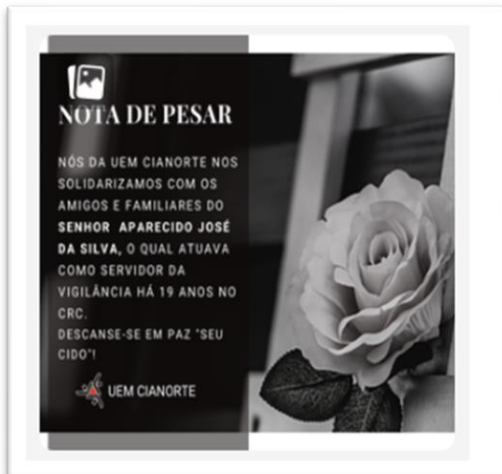 NOTA DE PESAR
NÓS DA UEM CIANORTE NOS
SOLIDARIZAMOS COM OS
AMIGOS E FAMILIARES DO
SENHOR APARECIDO JOSÉ
DA SILVA, O QUAL ATUAVA
COMO SERVIDOR DA
VIGILÂNCIA HÁ 19 ANOS NO
CRC.
DESCANSE-SE EM PAZ "SEU
CIDO"!
UEM CIANORTE